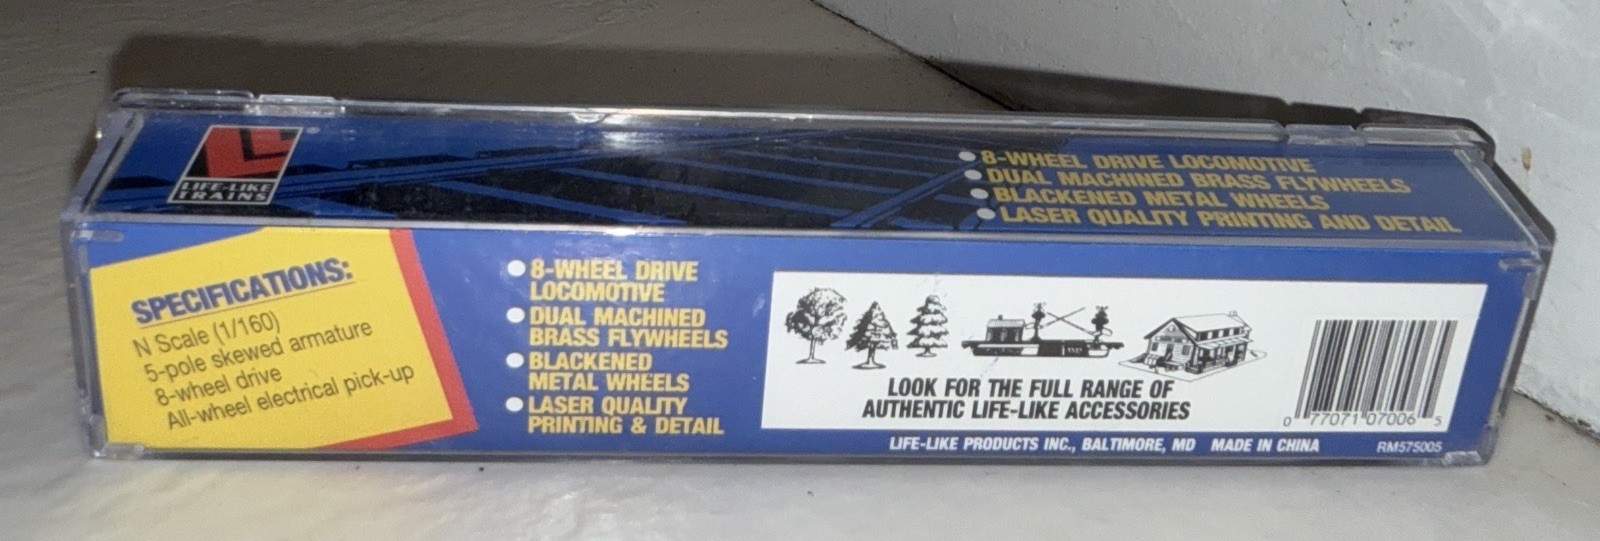 LIFE-LIKE
TRAINS
8-WHEEL DRIVE LOCOMOTIVE
DUAL MACHINED BRASS FLYWHEELS
BLACKENED METAL WHEELS
LASER QUALITY PRINTING AND DETAIL
SPECIFICATIONS:
N Scale (1/160)
5-pole skewed armature
8-wheel drive
All-wheel electrical pick-up
8-WHEEL DRIVE
LOCOMOTIVE
DUAL MACHINED
BRASS FLYWHEELS
BLACKENED
METAL WHEELS
LASER QUALITY
PRINTING & DETAIL
LOOK FOR THE FULL RANGE OF
AUTHENTIC LIFE-LIKE ACCESSORIES
0 77071 07006 5
LIFE-LIKE PRODUCTS INC., BALTIMORE, MD MADE IN CHINA
RM575005